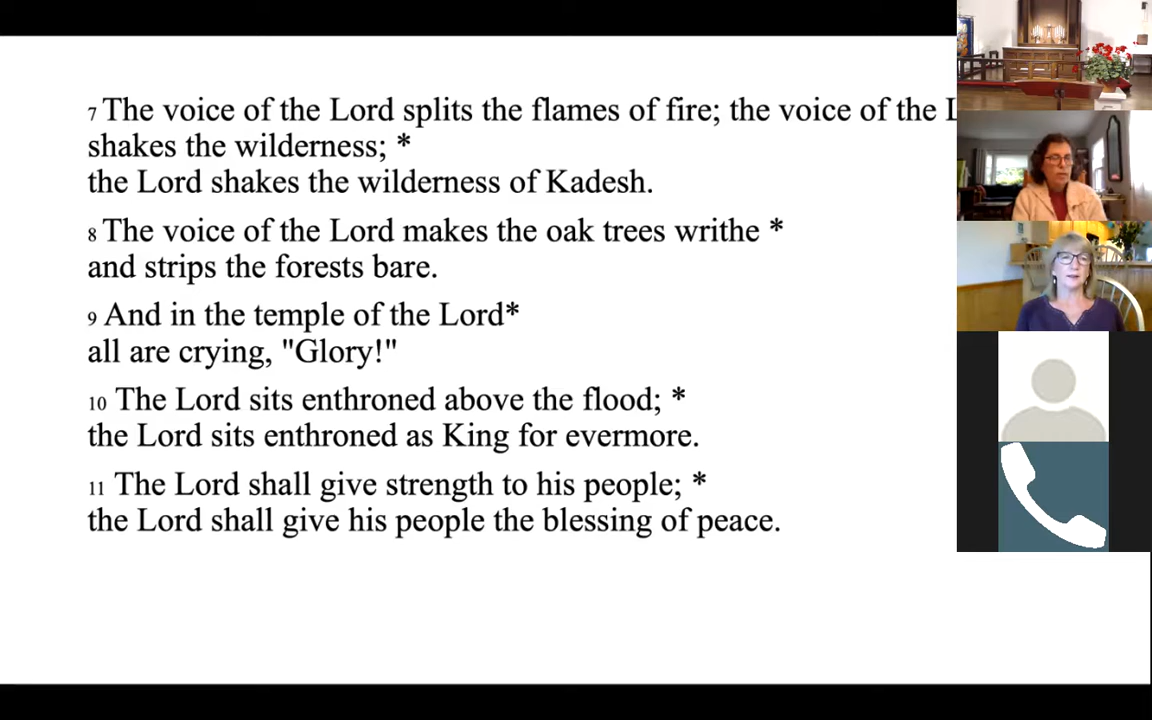 7 The voice of the Lord splits the flames of fire; the voice of the
shakes the wilderness; *
the Lord shakes the wilderness of Kadesh.
8 The voice of the Lord makes the oak trees writhe *
and strips the forests bare.
9 And in the temple of the Lord*
all are crying, "Glory!"
10 The Lord sits enthroned above the flood; *
the Lord sits enthroned as King for evermore.
11 The Lord shall give strength to his people; *
the Lord shall give his people the blessing of peace.